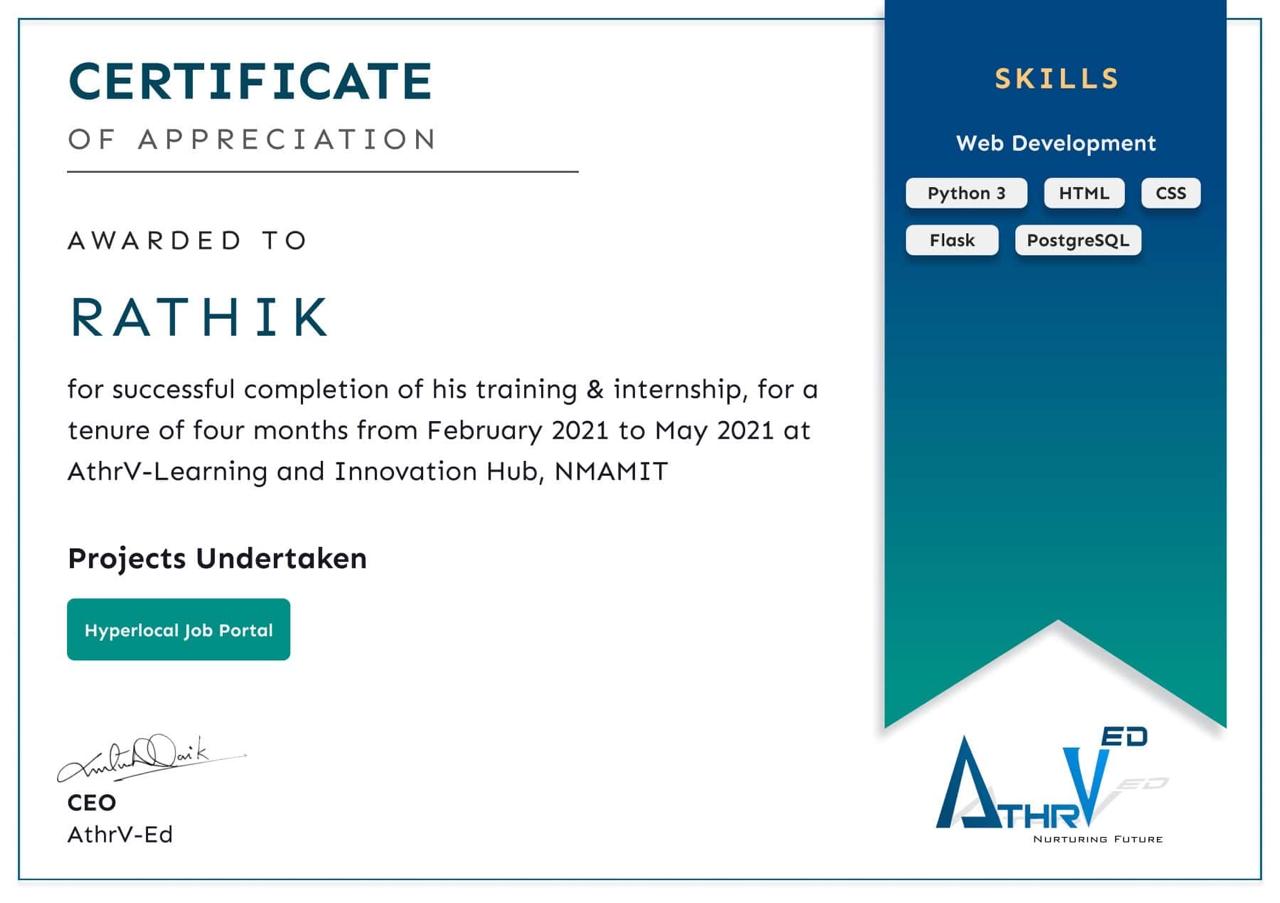 CERTIFICATE
OF APPRECIATION
AWARDED TO
RATHIK
for successful completion of his training & internship, for a
tenure of four months from February 2021 to May 2021 at
AthrV-Learning and Innovation Hub, NMAMIT
Projects Undertaken
Hyperlocal Job Portal
CEO
AthrV-Ed
SKILLS
Web Development
Python 3 HTML CSS
Flask PostgreSQL
ATHRV ED
NURTURING FUTURE